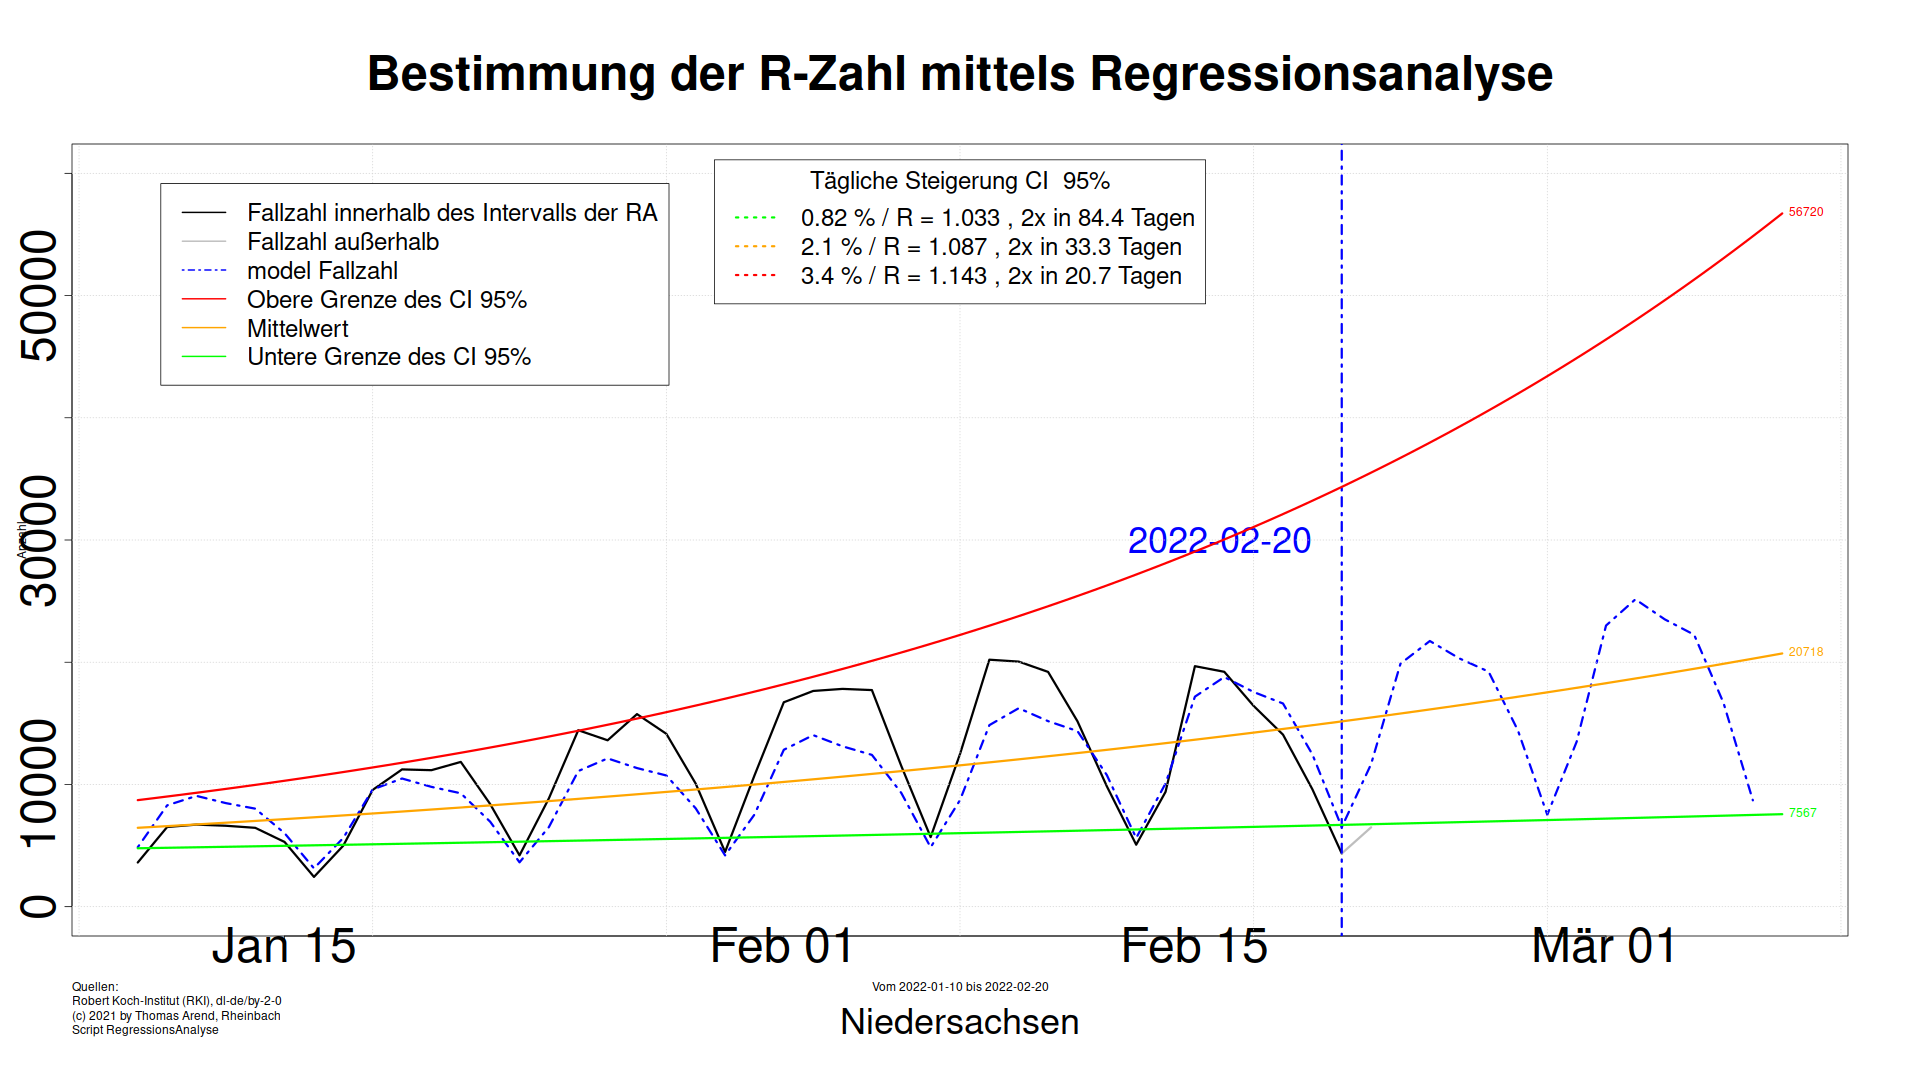 Bestimmung der R-Zahl mittels Regressionsanalyse
Fallzahl innerhalb des Intervalls der RA
Fallzahl außerhalb
model Fallzahl
Obere Grenze des CI 95%
Mittelwert
Untere Grenze des CI 95%
Tägliche Steigerung CI  95%
0.82 % / R = 1.033 , 2x in 84.4 Tagen
2.1 % / R = 1.087 , 2x in 33.3 Tagen
3.4 % / R = 1.143 , 2x in 20.7 Tagen
56720
2022-02-20
20718
7567
50000
30000
10000
0
Anzahl
Jan 15
Feb 01
Feb 15
Mär 01
Quellen:
Robert Koch-Institut (RKI), dl-de/by-2-0
(c) 2021 by Thomas Arend, Rheinbach
Script RegressionsAnalyse
Vom 2022-01-10 bis 2022-02-20
Niedersachsen